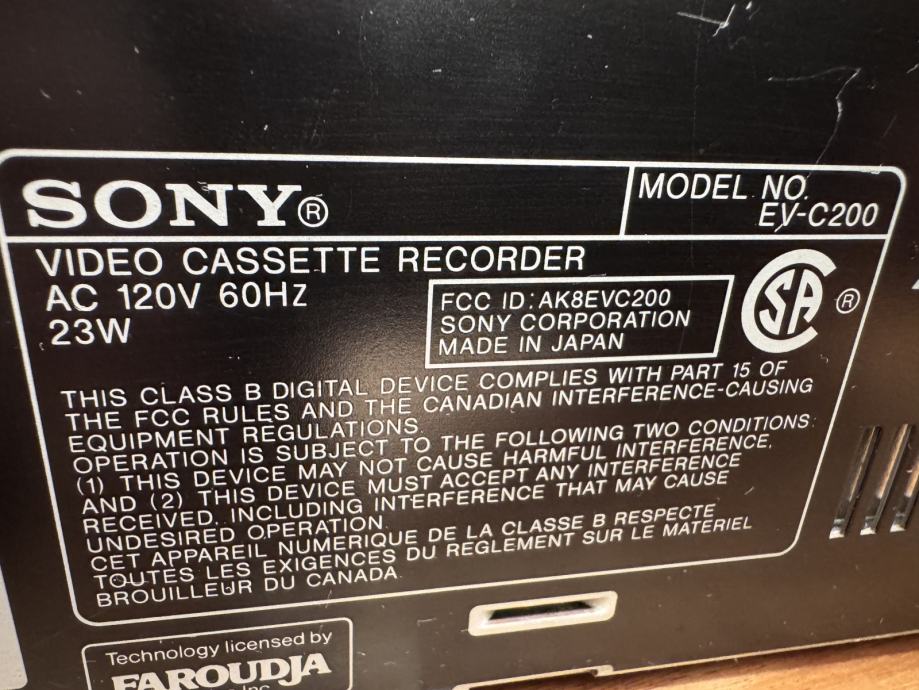 SONY®
MODEL NO.
EV-C200
VIDEO CASSETTE RECORDER
AC 120V 60HZ
23W
FCC ID: AK8EVC200
SONY CORPORATION
MADE IN JAPAN
SA ®
THIS CLASS B DIGITAL DEVICE COMPLIES WITH PART 15 OF
THE FCC RULES AND THE CANADIAN INTERFERENCE-CAUSING
EQUIPMENT REGULATIONS.
OPERATION IS SUBJECT TO THE FOLLOWING TWO CONDITIONS:
(1) THIS DEVICE MAY NOT CAUSE HARMFUL INTERFERENCE,
AND (2) THIS DEVICE MUST ACCEPT ANY INTERFERENCE
RECEIVED, INCLUDING INTERFERENCE THAT MAY CAUSE
UNDESIRED OPERATION.
CET APPAREIL NUMERIQUE DE LA CLASSE B RESPECTE
TOUTES LES EXIGENCES DU REGLEMENT SUR LE MATERIEL
BROUILLEUR DU CANADA
Technology licensed by
FAROUDJA
Inc.